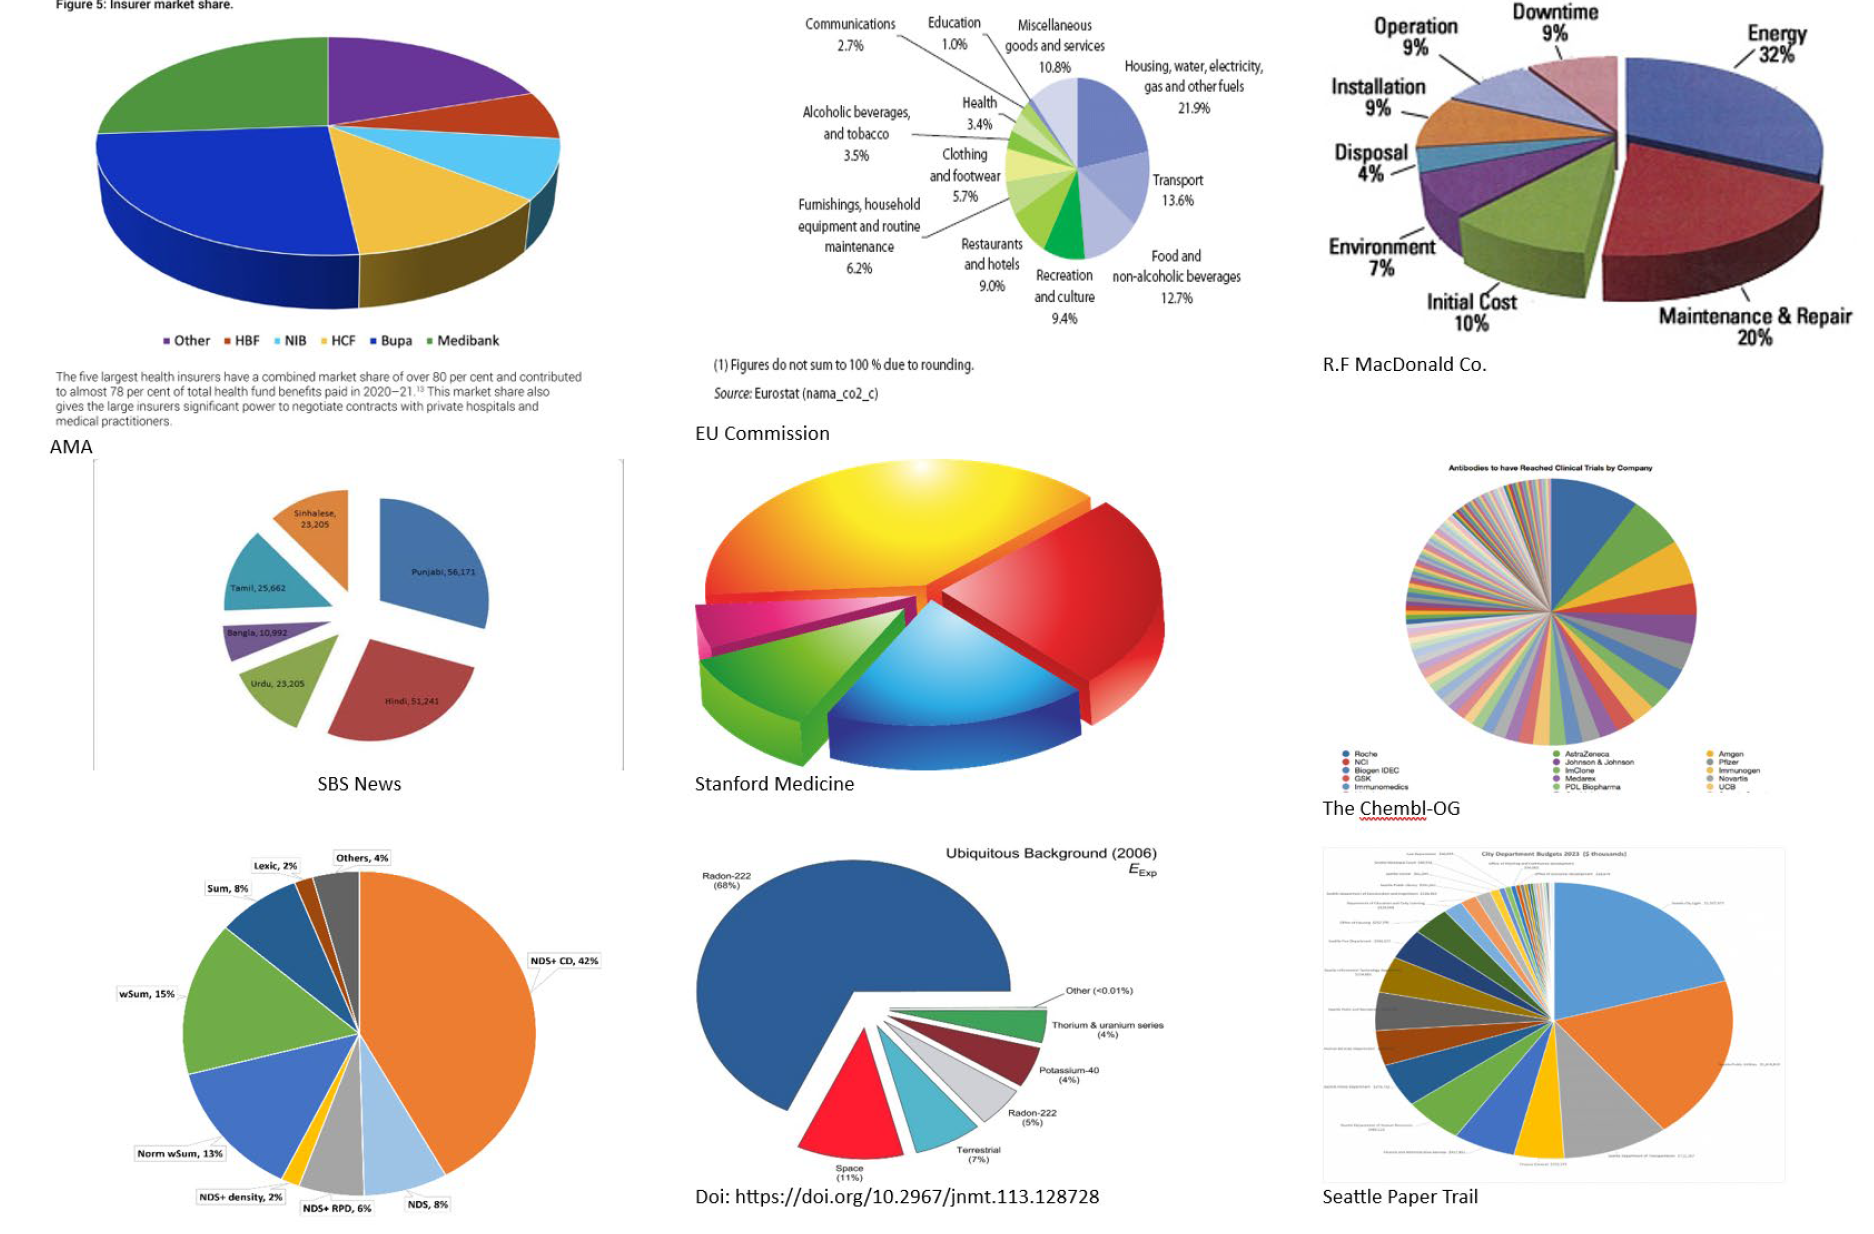 Figure 5: Insurer market share.
Other HBF NIB HCF Bupa Medibank
The five largest health insurers have a combined market share of over 80 per cent and contributed
to almost 78 per cent of total health fund benefits paid in 2020–21.¹³ This market share also
gives the large insurers significant power to negotiate contracts with private hospitals and
medical practitioners.
AMA
Communications
2.7%
Education
1.0%
Miscellaneous
goods and services
10.8%
Housing, water, electricity,
gas and other fuels
21.9%
Health
3.4%
Alcoholic beverages,
and tobacco
3.5%
Clothing
and footwear
5.7%
Transport
13.6%
Furnishings, household
equipment and routine
maintenance
6.2%
Restaurants
and hotels
9.0%
Recreation
and culture
9.4%
Food and
non-alcoholic beverages
12.7%
(1) Figures do not sum to 100 % due to rounding.
Source: Eurostat (nama_co2_c)
EU Commission
Operation
9%
Downtime
9%
Energy
32%
Installation
9%
Disposal
4%
Environment
7%
Initial Cost
10%
Maintenance & Repair
20%
R.F MacDonald Co.
Sinhalese,
23,205
Punjabi, 56,171
Tamil, 25,662
Bangla, 10,992
Urdu, 23,205
Hindi, 51,241
SBS News
Stanford Medicine
Antibodies to have Reached Clinical Trials by Company
Roche AstraZeneca Amgen
NCI Johnson & Johnson Pfizer
Biogen IDEC ImClone Immunogen
GSK Medarex Novartis
Immunomedics PDL Biopharma UCB
The Chembl-OG
Others, 4%
Lexic, 2%
Sum, 8%
NDS+ CD, 42%
wSum, 15%
Norm wSum, 13%
NDS+ density, 2%
NDS+ RPD, 6%
NDS, 8%
Ubiquitous Background (2006)
E Exp
Radon-222
(68%)
Other (<0.01%)
Thorium & uranium series
(4%)
Potassium-40
(4%)
Radon-222
(5%)
Terrestrial
(7%)
Space
(11%)
Doi: https://doi.org/10.2967/jnmt.113.128728
City Department Budgets 2023 ($ thousands)
Seattle Paper Trail